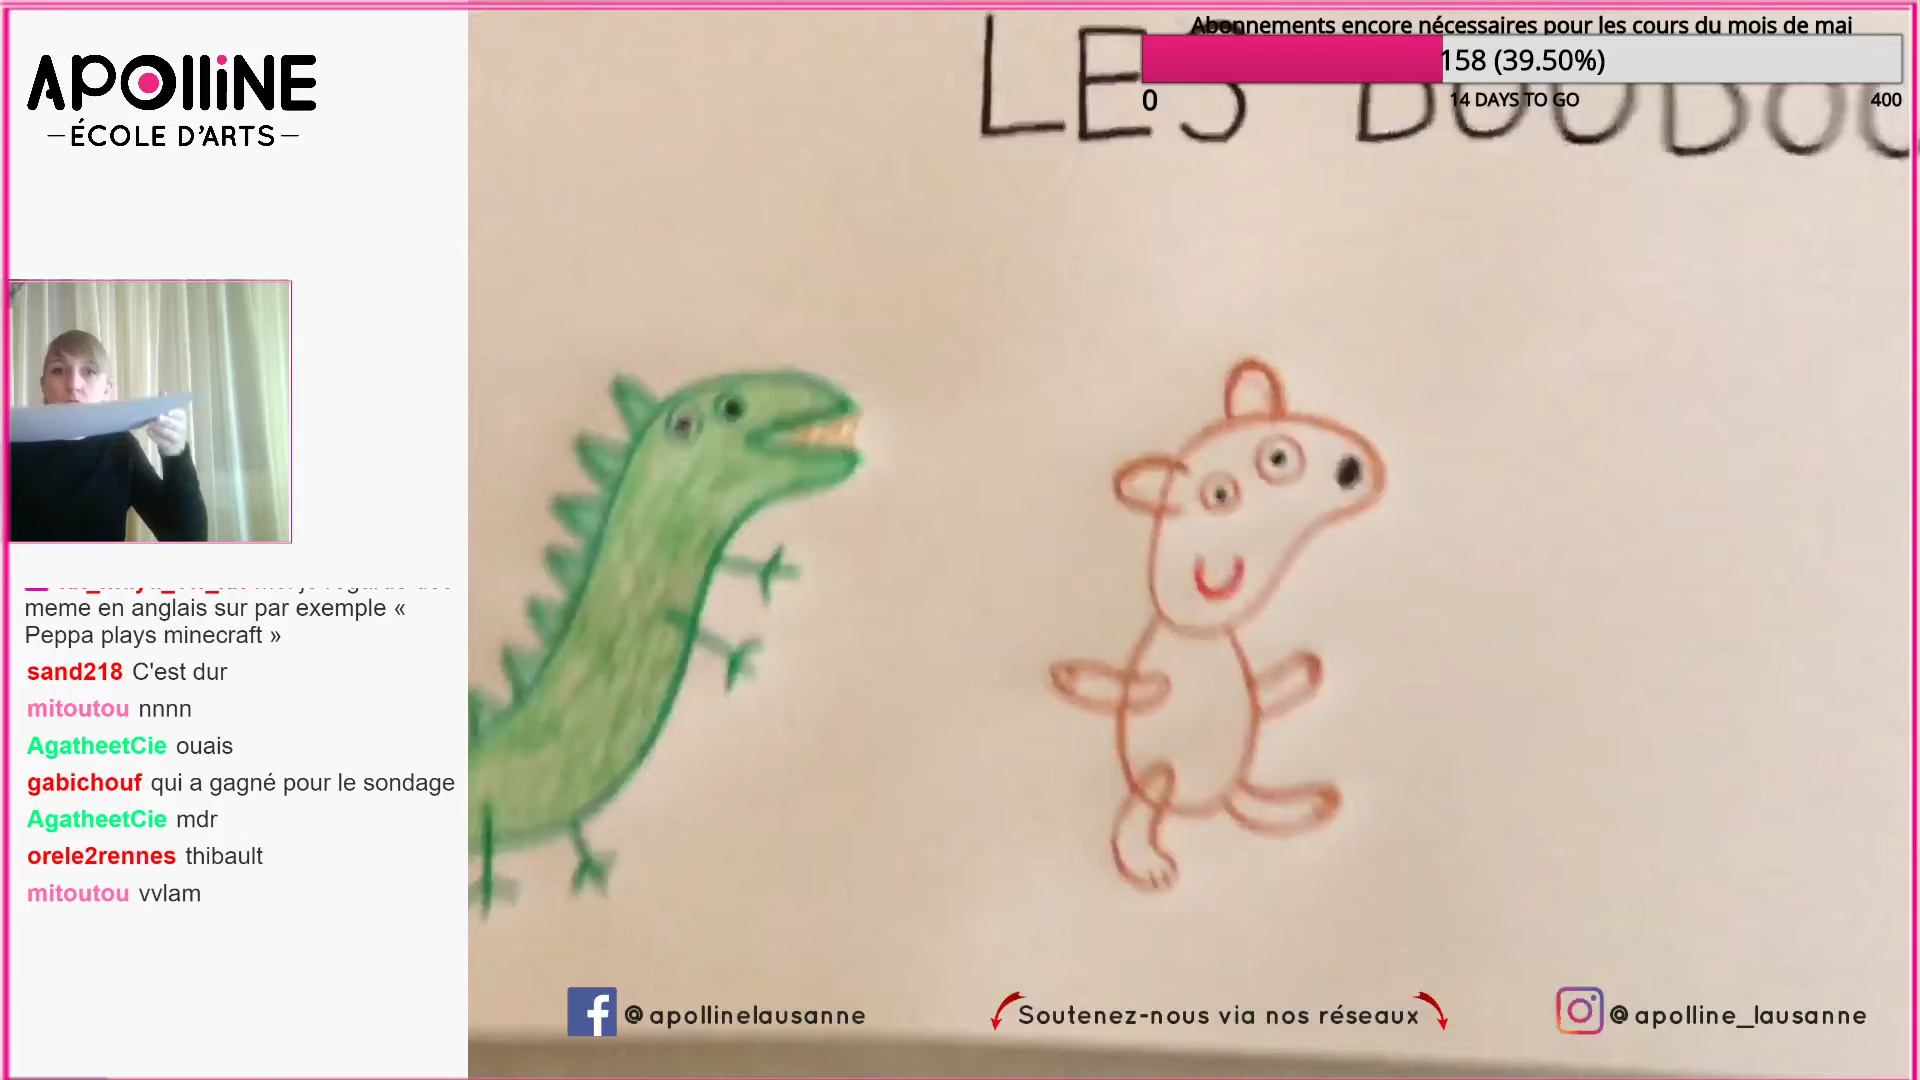 APOLLINE
–ÉCOLE D'ARTS–
LES DOUDOU
Abonnements encore nécessaires pour les cours du mois de mai
158 (39.50%)
0
14 DAYS TO GO
400
meme en anglais sur par exemple «
Peppa plays minecraft »
sand218 C'est dur
mitoutou nnnn
AgatheetCie ouais
gabichouf qui a gagné pour le sondage
AgatheetCie mdr
orele2rennes thibault
mitoutou vvlam
@apollinelausanne
Soutenez-nous via nos réseaux
@apolline_lausanne